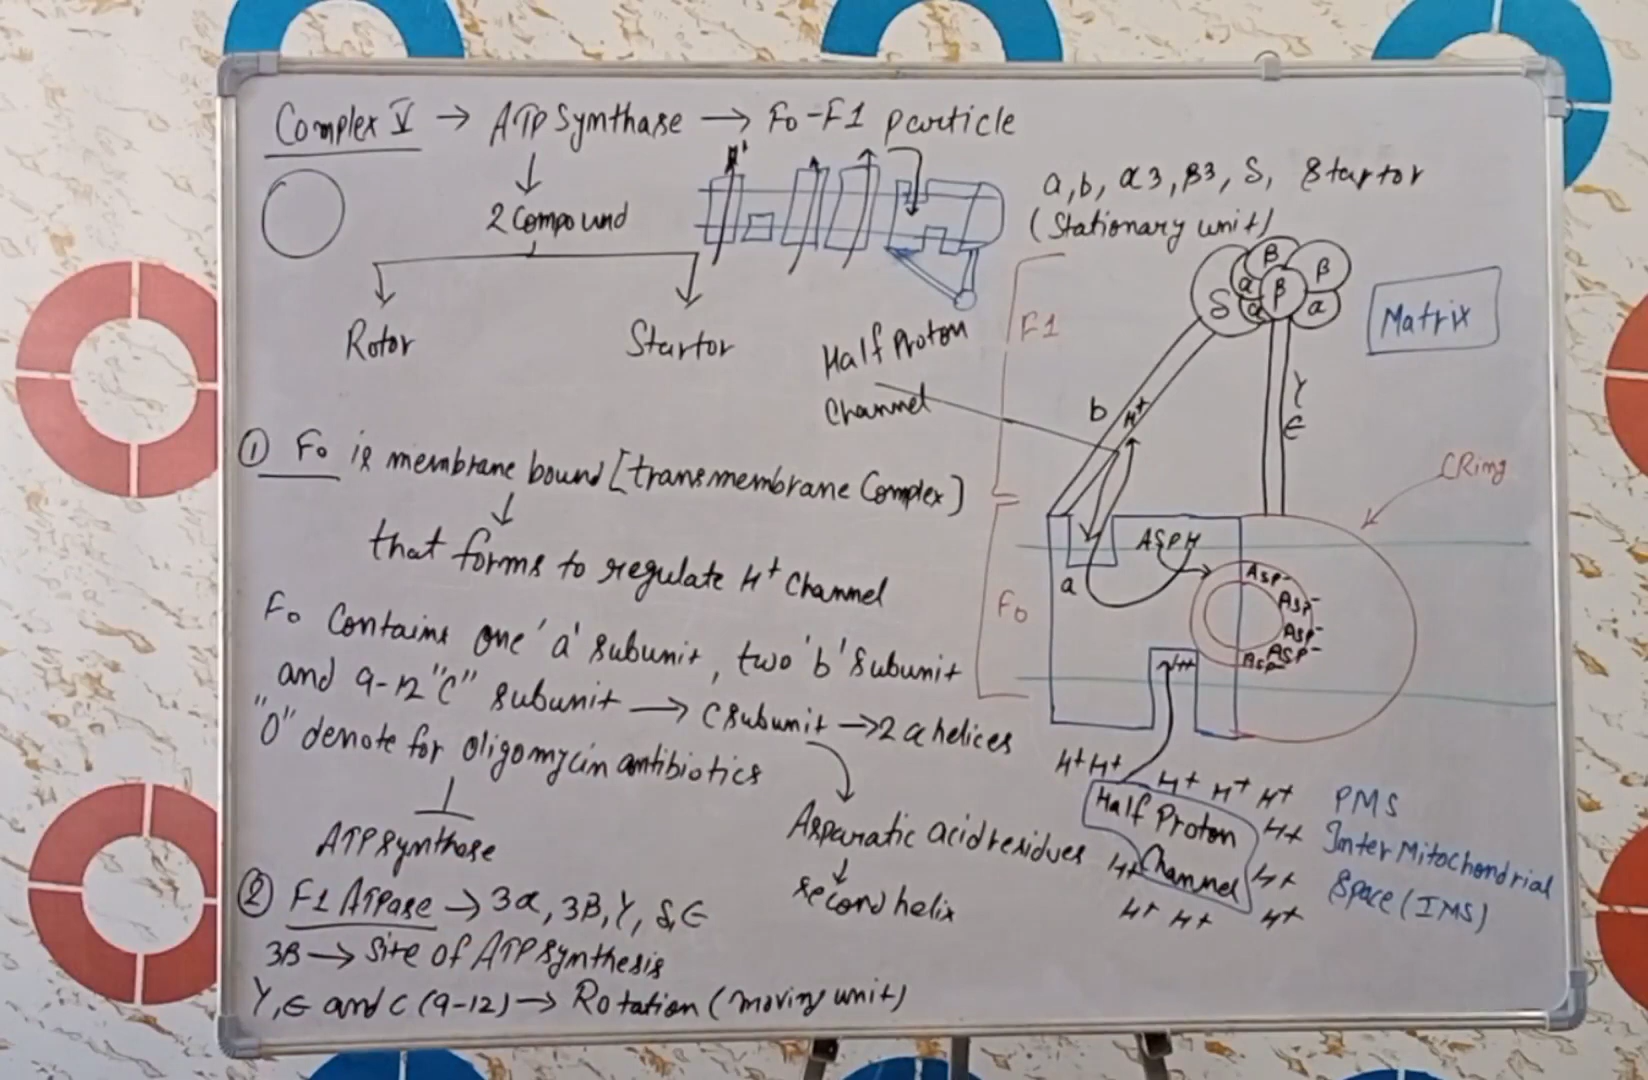 Complex V → ATP Symthase → Fo-F1 particle
2 Compound
Rotor
Startor
a, b, α3, β3, δ, Startor
(Stationary unit)
F1
δ
β
β
β
α
α
α
Matrix
Half Proton
Channel
b
H+
γ
ε
C Ring
① Fo is membrane bound [transmembrane Complex]
that forms to regulate H+ Channel
Fo Contains one 'a' subunit, two 'b' subunit
and 9-12 "C" subunit → C subunit → 2 α helices
"O" denote for oligomycin antibiotics
ATP synthase
Asparatic acid residues
second helix
Fo
a
ASPH
Asp-
Asp-
Asp-
ASP-
Asp-
H+ H+
H+ H+ H+
Half Proton
Channel
H+
H+
H+
H+ H+
H+
PMS
Inter Mitochondrial
Space (IMS)
② F1 ATPase → 3α, 3B, γ, δ, ε
3B → Site of ATP synthesis
γ, ε and C (9-12) → Rotation (moving unit)